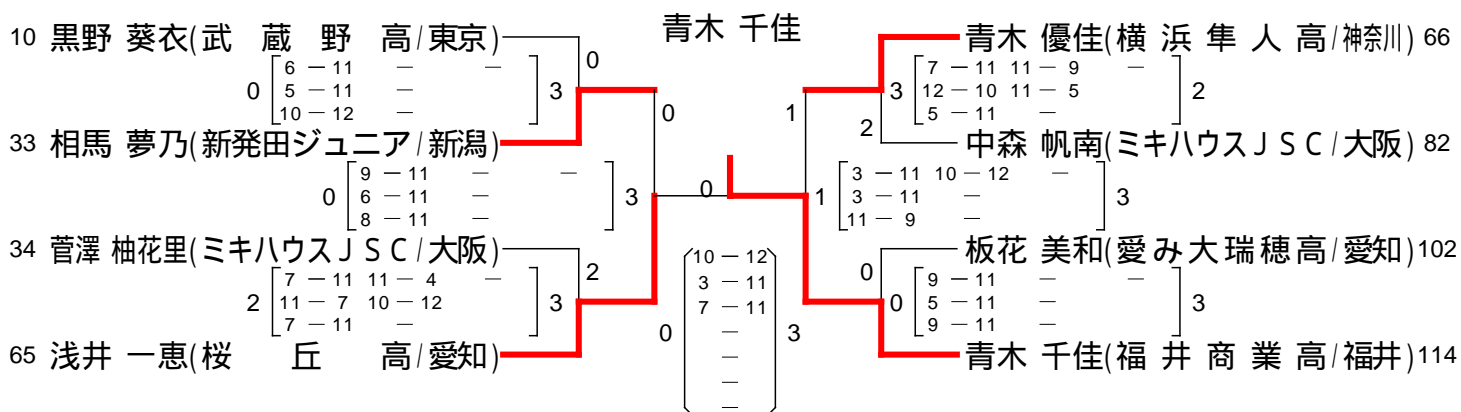 青木 千佳
10 黒野 葵衣(武蔵野高/東京)
0
0 [6 － 11 － －
5 － 11 －
10 － 12 －] 3
33 相馬 夢乃(新発田ジュニア/新潟)
0
0 [9 － 11 － －
6 － 11 －
8 － 11 －] 3
34 菅澤 柚花里(ミキハウスＪＳＣ/大阪)
2
2 [7 － 11 11 － 4 －
11 － 7 10 － 12
7 － 11 －] 3
65 浅井 一恵(桜丘高/愛知)
0
0 (10 － 12
3 － 11
7 － 11
－
－
－
－) 3
青木 優佳(横浜隼人高/神奈川) 66
1
3 [7 － 11 11 － 9 －
12 － 10 11 － 5
5 － 11 －] 2
2
中森 帆南(ミキハウスＪＳＣ/大阪) 82
1 [3 － 11 10 － 12 －
3 － 11 －
11 － 9 －] 3
板花 美和(愛み大瑞穂高/愛知) 102
0
0 [9 － 11 － －
5 － 11 －
9 － 11 －] 3
青木 千佳(福井商業高/福井) 114